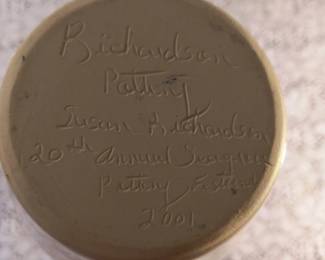 Richardson
Pottery
Susan Richardson
20th Annual Seagrove
Pottery Festival
2001